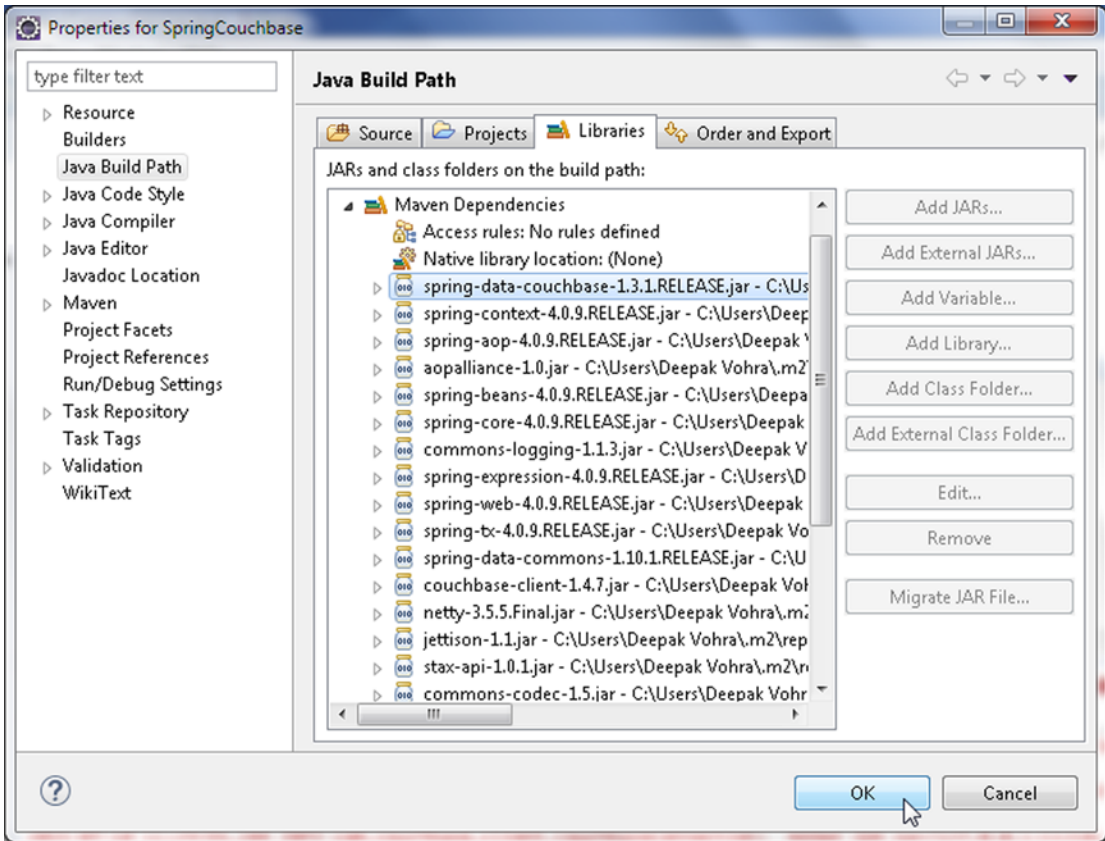 Properties for SpringCouchbase
type filter text
Resource
Builders
Java Build Path
Java Code Style
Java Compiler
Java Editor
Javadoc Location
Maven
Project Facets
Project References
Run/Debug Settings
Task Repository
Task Tags
Validation
WikiText
Java Build Path
Source
Projects
Libraries
Order and Export
JARs and class folders on the build path:
Maven Dependencies
Access rules: No rules defined
Native library location: (None)
spring-data-couchbase-1.3.1.RELEASE.jar - C:\Us
spring-context-4.0.9.RELEASE.jar - C:\Users\Deep
spring-aop-4.0.9.RELEASE.jar - C:\Users\Deepak
aopalliance-1.0.jar - C:\Users\Deepak Vohra\.m2
spring-beans-4.0.9.RELEASE.jar - C:\Users\Deepa
spring-core-4.0.9.RELEASE.jar - C:\Users\Deepak
commons-logging-1.1.3.jar - C:\Users\Deepak V
spring-expression-4.0.9.RELEASE.jar - C:\Users\D
spring-web-4.0.9.RELEASE.jar - C:\Users\Deepak
spring-tx-4.0.9.RELEASE.jar - C:\Users\Deepak Vo
spring-data-commons-1.10.1.RELEASE.jar - C:\U
couchbase-client-1.4.7.jar - C:\Users\Deepak Voh
netty-3.5.5.Final.jar - C:\Users\Deepak Vohra\.m2
jettison-1.1.jar - C:\Users\Deepak Vohra\.m2\rep
stax-api-1.0.1.jar - C:\Users\Deepak Vohra\.m2\r
commons-codec-1.5.jar - C:\Users\Deepak Vohr
Add JARs...
Add External JARs...
Add Variable...
Add Library...
Add Class Folder...
Add External Class Folder...
Edit...
Remove
Migrate JAR File...
OK
Cancel